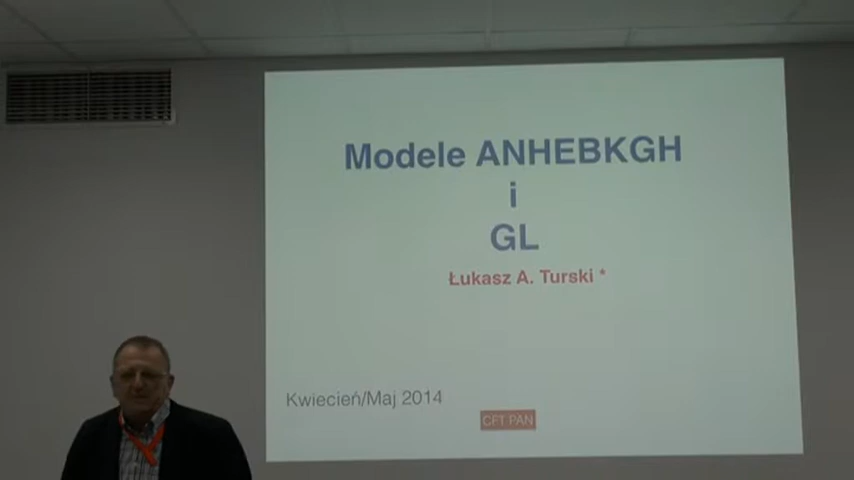 Modele ANHEBKGH
i
GL
Łukasz A. Turski *
Kwiecień/Maj 2014
CFT PAN